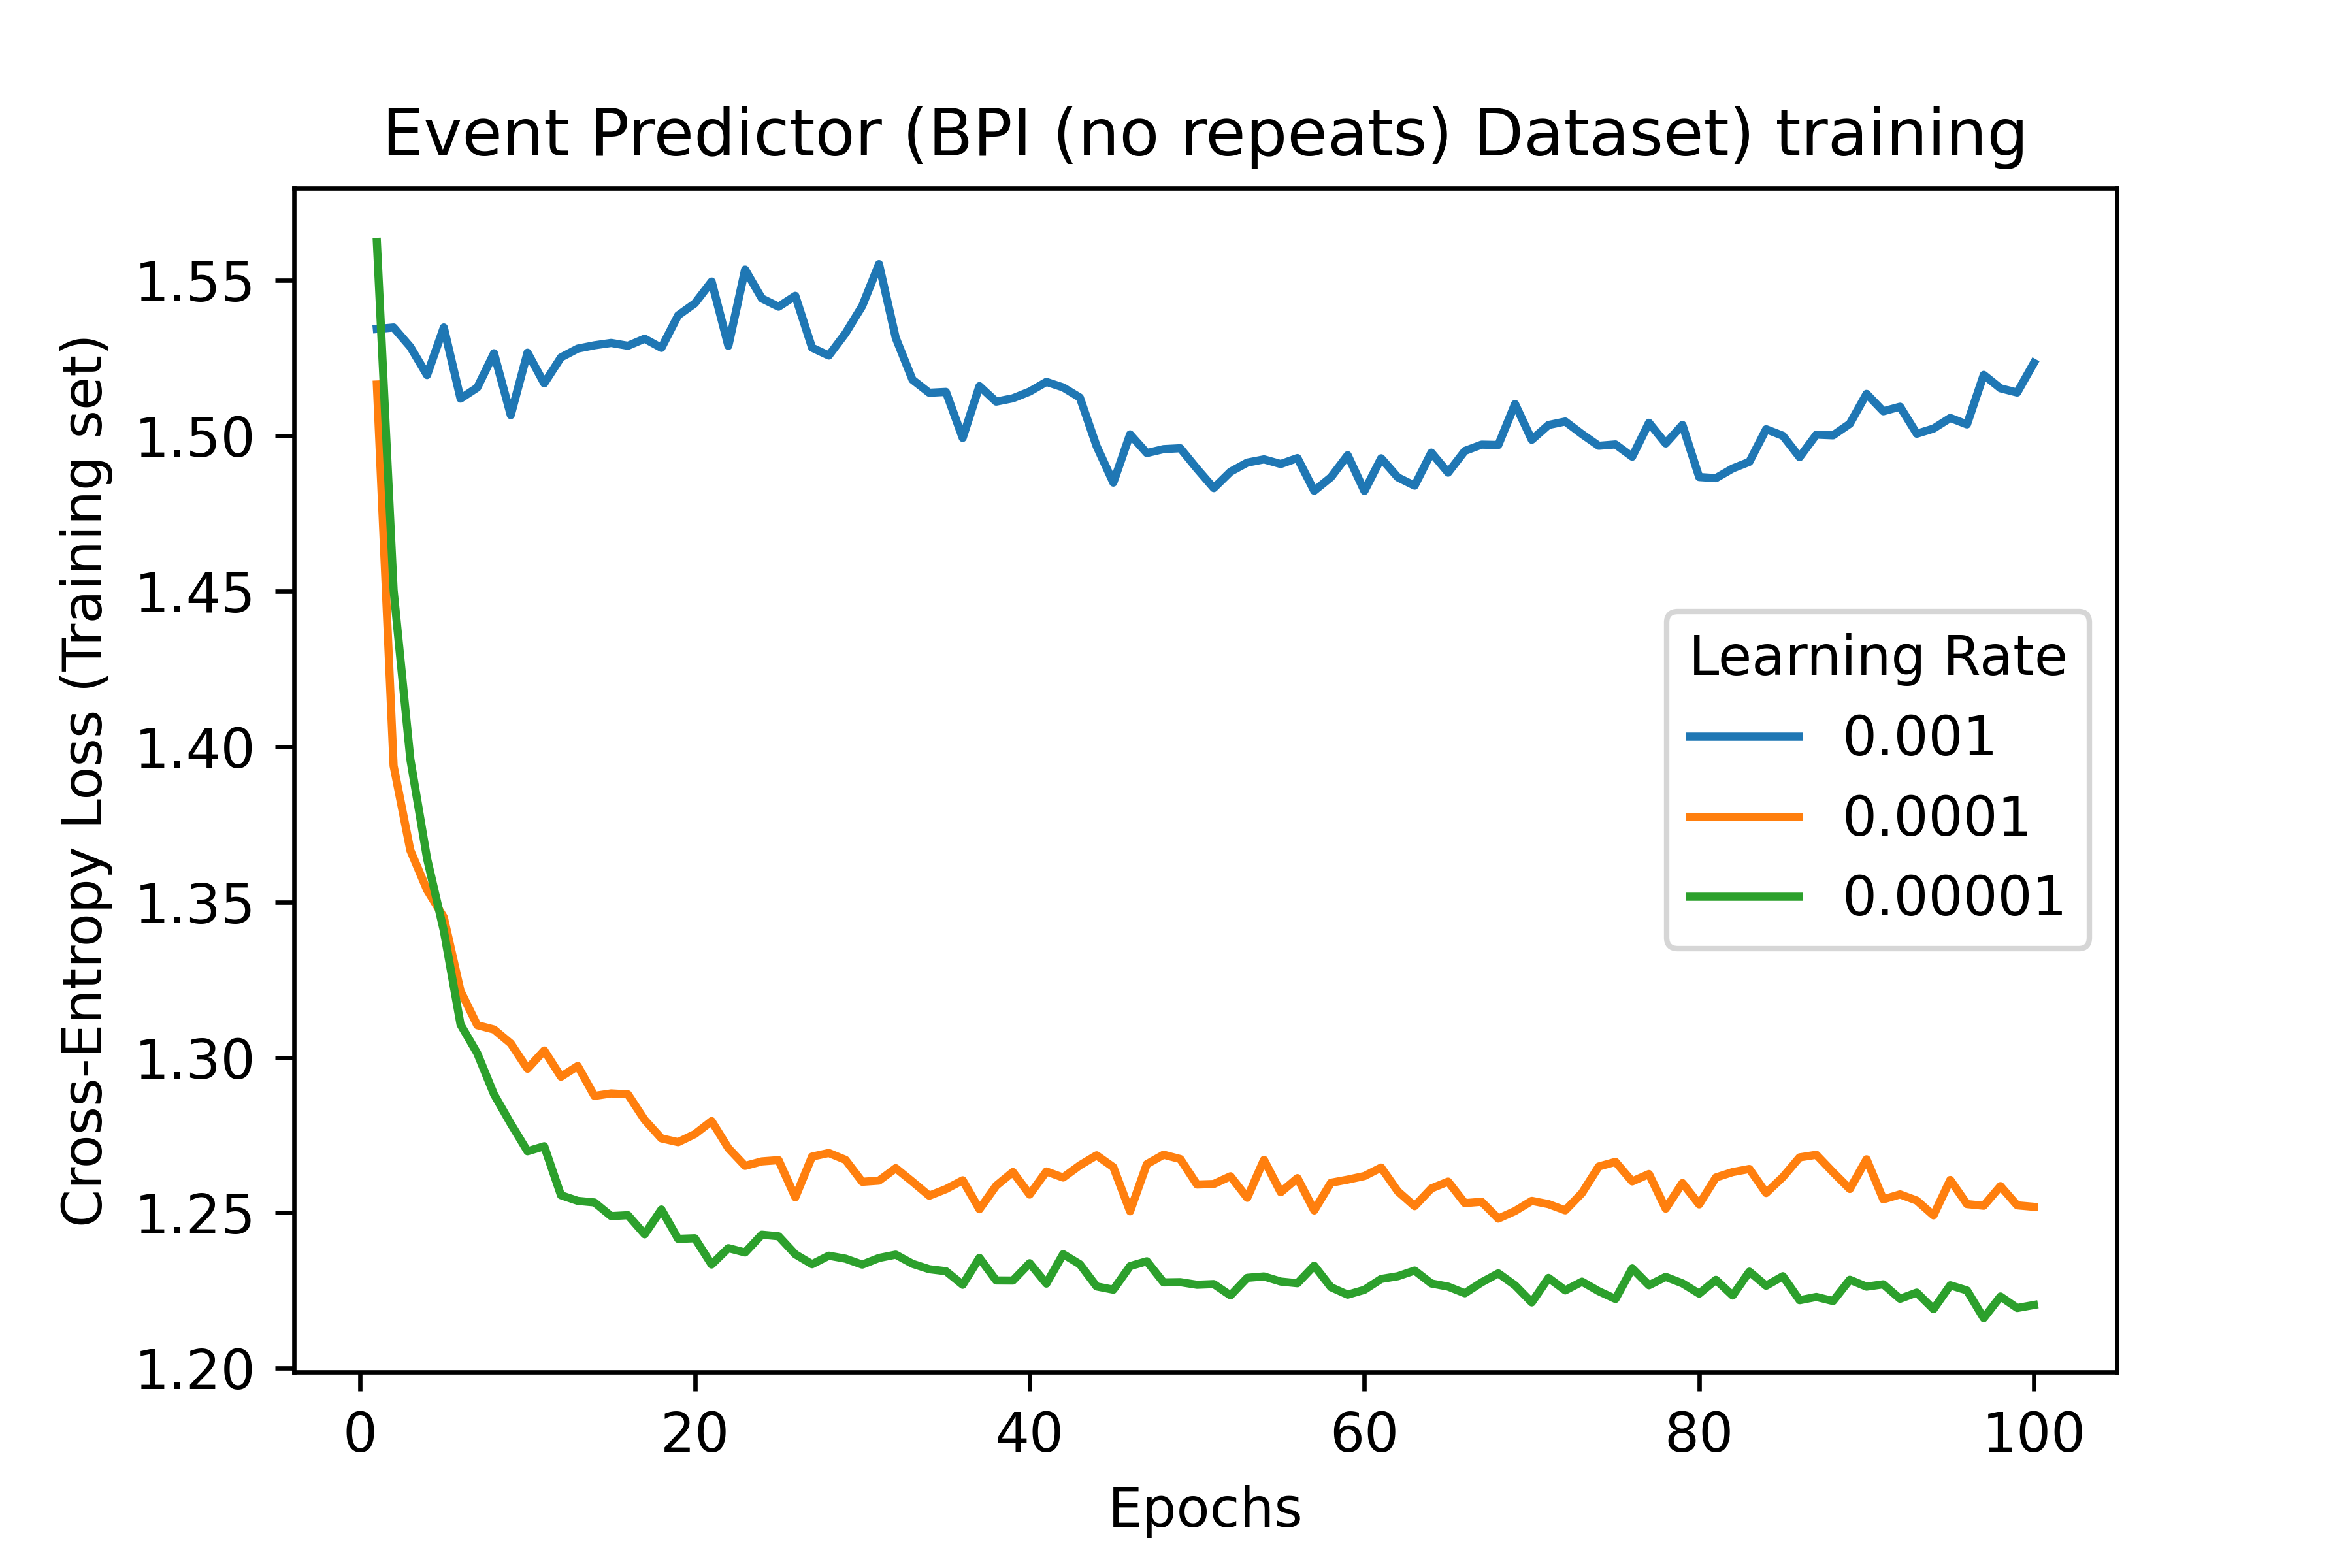 Event Predictor (BPI (no repeats) Dataset) training
Cross-Entropy Loss (Training set)
1.55
1.50
1.45
1.40
1.35
1.30
1.25
1.20
Learning Rate
0.001
0.0001
0.00001
0 20 40 60 80 100
Epochs